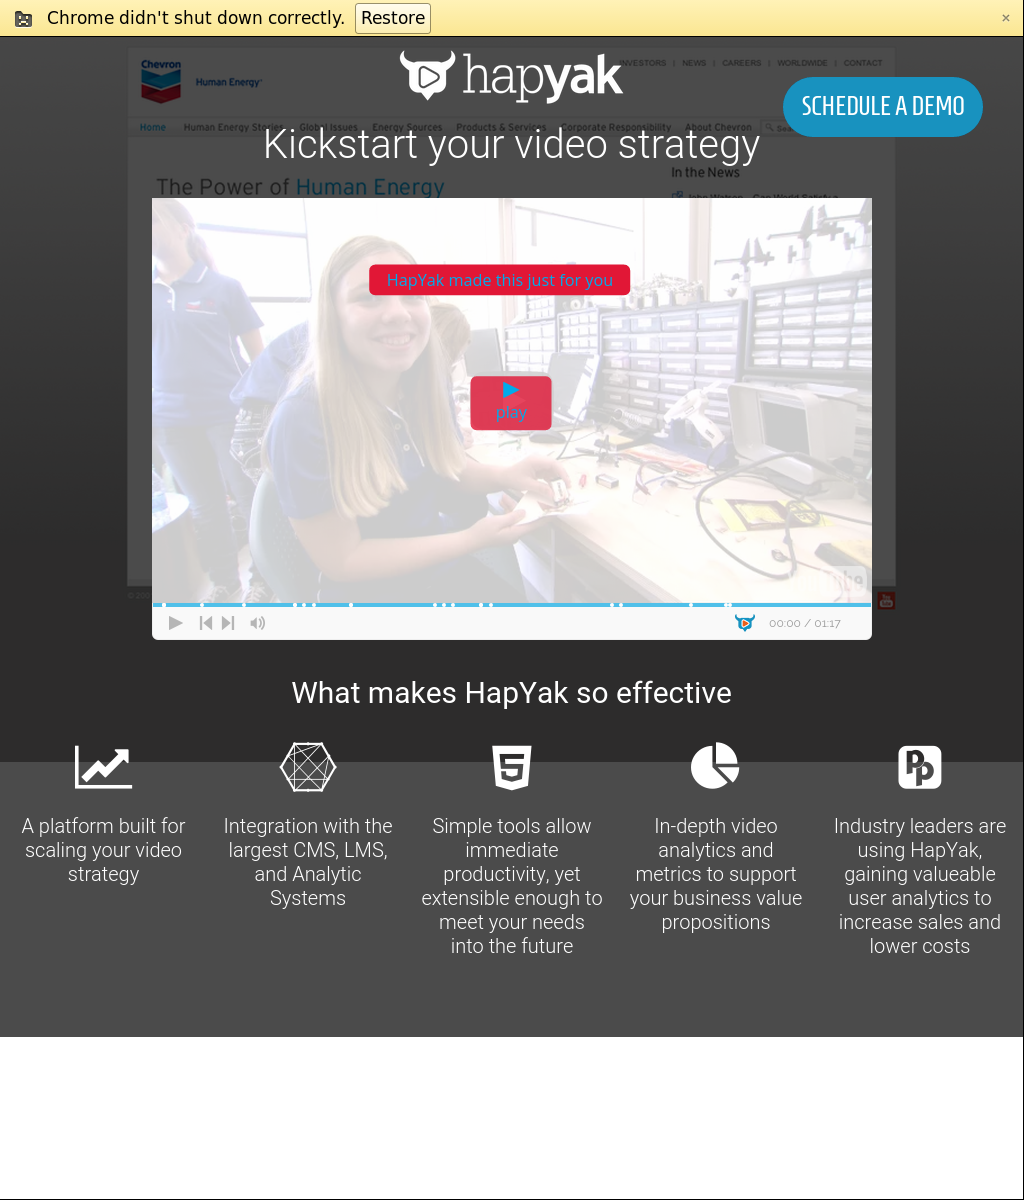 Chrome didn't shut down correctly. Restore
hapyak
INVESTORS | NEWS | CAREERS | WORLDWIDE | CONTACT
Chevron
Human Energy
SCHEDULE A DEMO
Home Human Energy Stories Global Issues Energy Sources Products & Services Corporate Responsibility About Chevron
Kickstart your video strategy
In the News
The Power of Human Energy
HapYak made this just for you
play
00:00 / 01:17
You
Tube
What makes HapYak so effective
A platform built for
scaling your video
strategy
Integration with the
largest CMS, LMS,
and Analytic
Systems
Simple tools allow
immediate
productivity, yet
extensible enough to
meet your needs
into the future
In-depth video
analytics and
metrics to support
your business value
propositions
Industry leaders are
using HapYak,
gaining valueable
user analytics to
increase sales and
lower costs